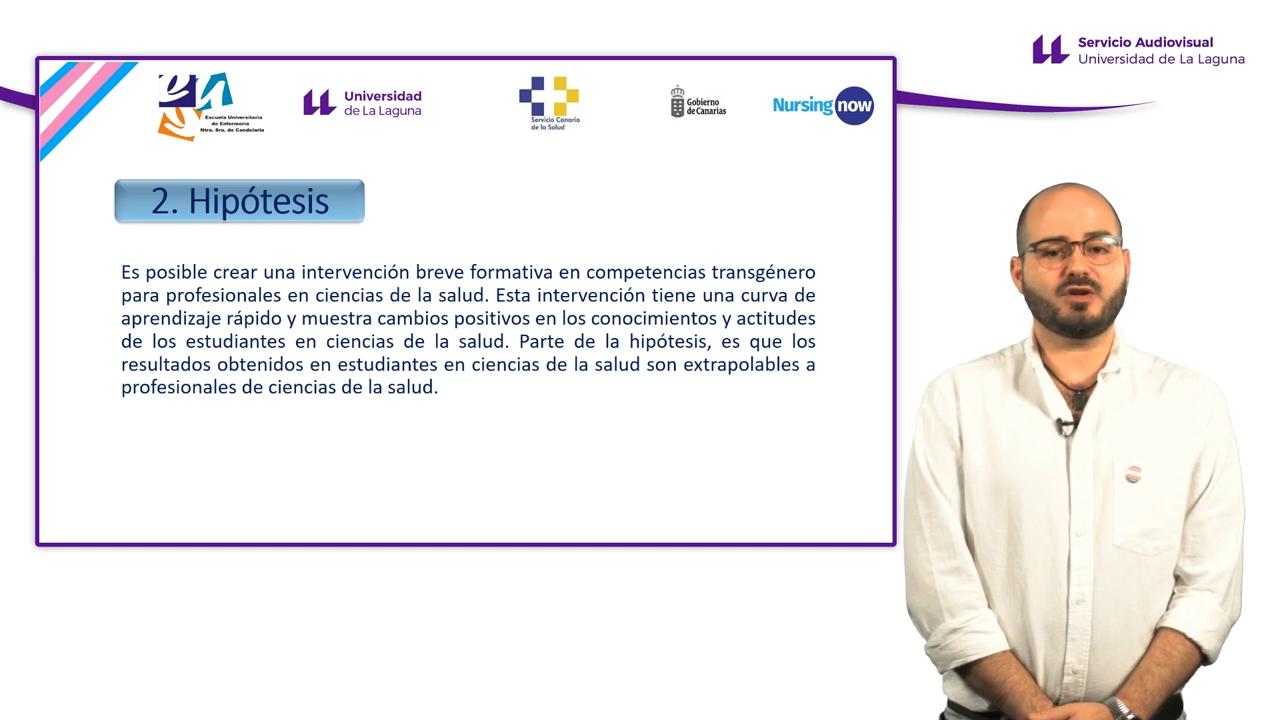 Servicio Audiovisual
Universidad de La Laguna
Escuela Universitaria
de Enfermería
Ntra. Sra. de Candelaria
Universidad
de La Laguna
Servicio Canario
de la Salud
Gobierno
de Canarias
Nursing now
2. Hipótesis
Es posible crear una intervención breve formativa en competencias transgénero
para profesionales en ciencias de la salud. Esta intervención tiene una curva de
aprendizaje rápido y muestra cambios positivos en los conocimientos y actitudes
de los estudiantes en ciencias de la salud. Parte de la hipótesis, es que los
resultados obtenidos en estudiantes en ciencias de la salud son extrapolables a
profesionales de ciencias de la salud.